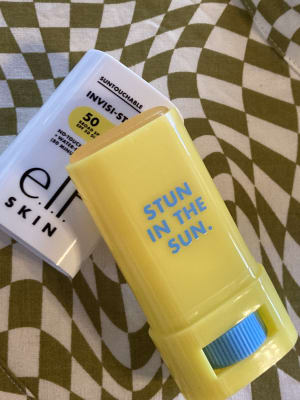 SUNTOUCHABLE
INVISI-ST
50
e.l.f.
SKIN
STUN
IN THE
SUN.